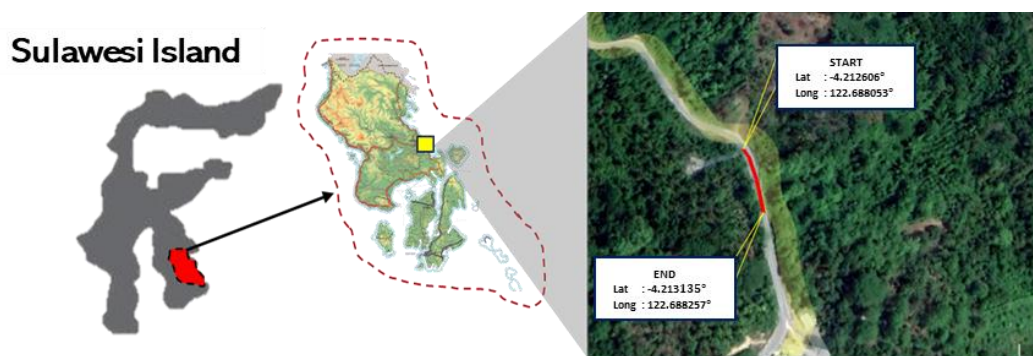 Sulawesi Island
START
Lat : -4.212606°
Long : 122.688053°
END
Lat : -4.213135°
Long : 122.688257°